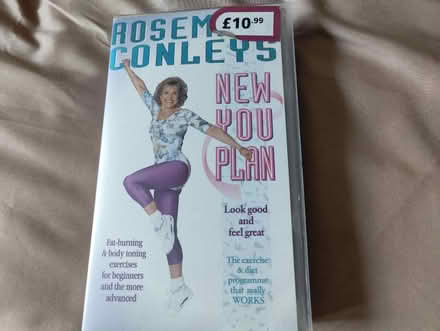 ROSEM
£10.99
CONLEYS
NEW
YOU
PLAN
Look good
and
feel great
Fat-burning
& body toning
exercises
for beginners
and the more
advanced
The exercise
& diet
programme
that really
WORKS